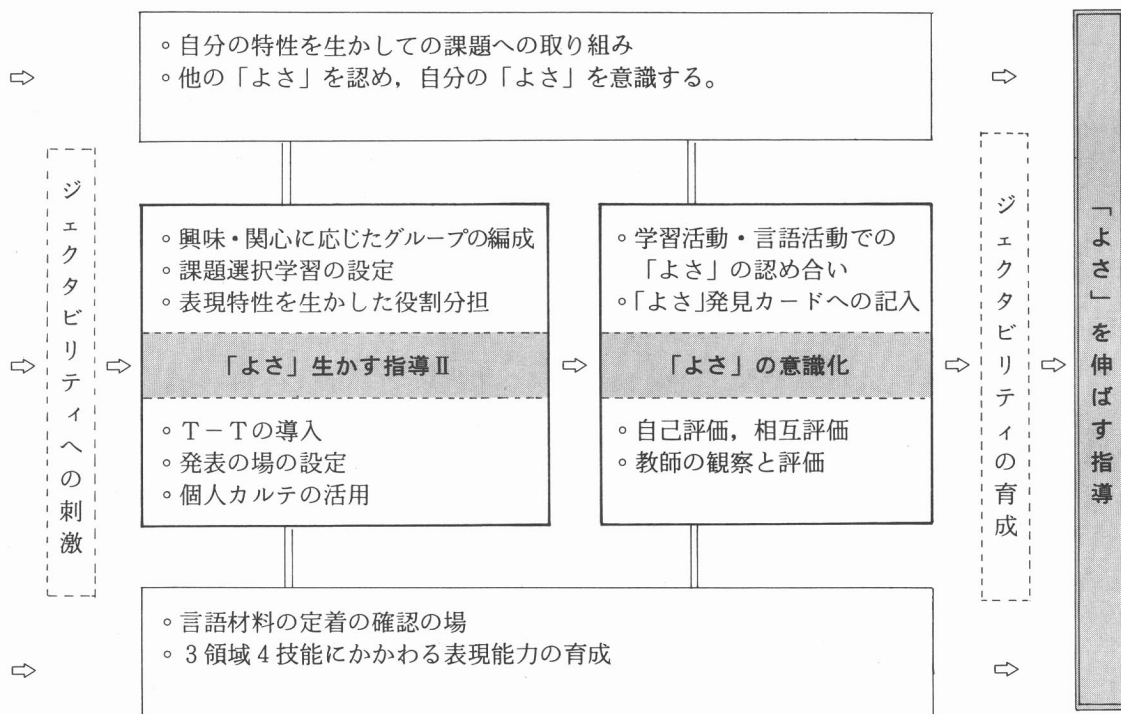 ◦自分の特性を生かしての課題への取り組み
◦他の「よさ」を認め，自分の「よさ」を意識する。
ジェクタビリティへの刺激
◦興味・関心に応じたグループの編成
◦課題選択学習の設定
◦表現特性を生かした役割分担
「よさ」生かす指導Ⅱ
◦T－Tの導入
◦発表の場の設定
◦個人カルテの活用
◦学習活動・言語活動での
「よさ」の認め合い
◦「よさ」発見カードへの記入
「よさ」の意識化
◦自己評価，相互評価
◦教師の観察と評価
ジェクタビリティの育成
「よさ」を伸ばす指導
◦言語材料の定着の確認の場
◦3領域4技能にかかわる表現能力の育成